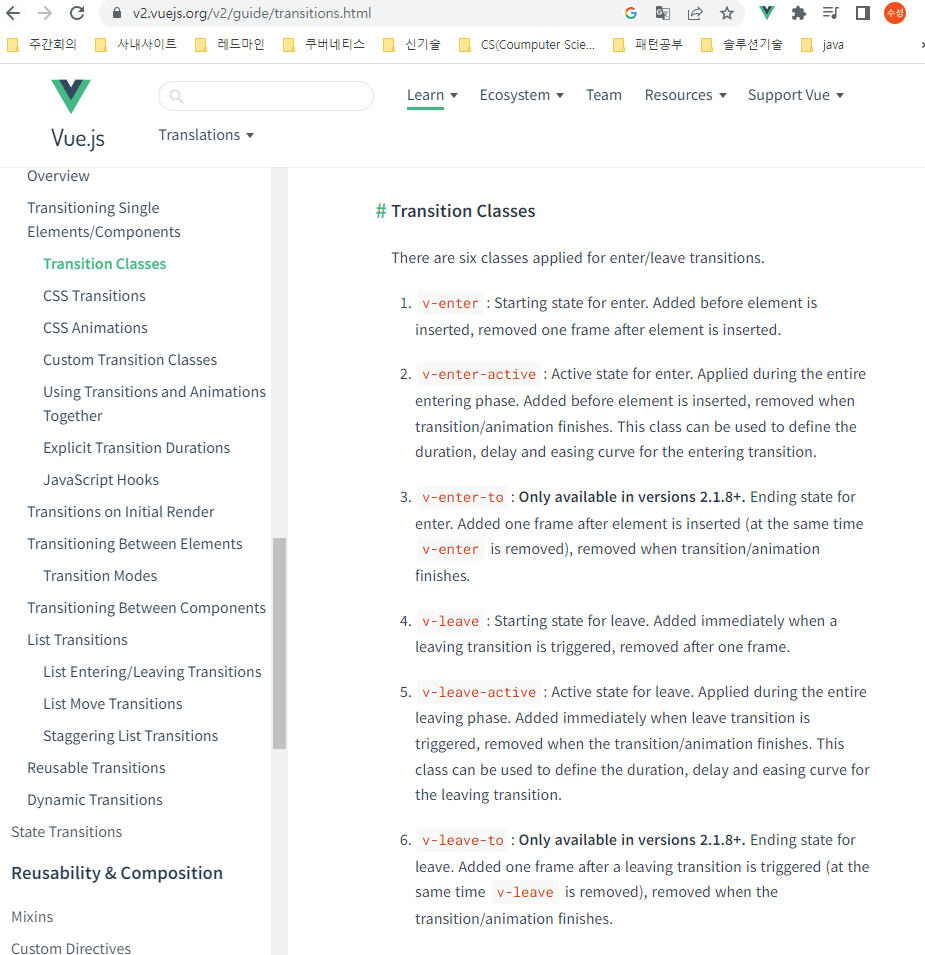 v2.vuejs.org/v2/guide/transitions.html
수성
주간회의 사내사이트 레드마인 쿠버네티스 신기술 CS(Coumputer Scie... 패턴공부 솔루션기술 java
Vue.js
Learn Ecosystem Team Resources Support Vue
Translations
Overview
Transitioning Single
Elements/Components
Transition Classes
CSS Transitions
CSS Animations
Custom Transition Classes
Using Transitions and Animations
Together
Explicit Transition Durations
JavaScript Hooks
Transitions on Initial Render
Transitioning Between Elements
Transition Modes
Transitioning Between Components
List Transitions
List Entering/Leaving Transitions
List Move Transitions
Staggering List Transitions
Reusable Transitions
Dynamic Transitions
State Transitions
Reusability & Composition
Mixins
Custom Directives
# Transition Classes
There are six classes applied for enter/leave transitions.
1. v-enter : Starting state for enter. Added before element is
inserted, removed one frame after element is inserted.
2. v-enter-active : Active state for enter. Applied during the entire
entering phase. Added before element is inserted, removed when
transition/animation finishes. This class can be used to define the
duration, delay and easing curve for the entering transition.
3. v-enter-to : Only available in versions 2.1.8+. Ending state for
enter. Added one frame after element is inserted (at the same time
v-enter is removed), removed when transition/animation
finishes.
4. v-leave : Starting state for leave. Added immediately when a
leaving transition is triggered, removed after one frame.
5. v-leave-active : Active state for leave. Applied during the entire
leaving phase. Added immediately when leave transition is
triggered, removed when the transition/animation finishes. This
class can be used to define the duration, delay and easing curve for
the leaving transition.
6. v-leave-to : Only available in versions 2.1.8+. Ending state for
leave. Added one frame after a leaving transition is triggered (at the
same time v-leave is removed), removed when the
transition/animation finishes.